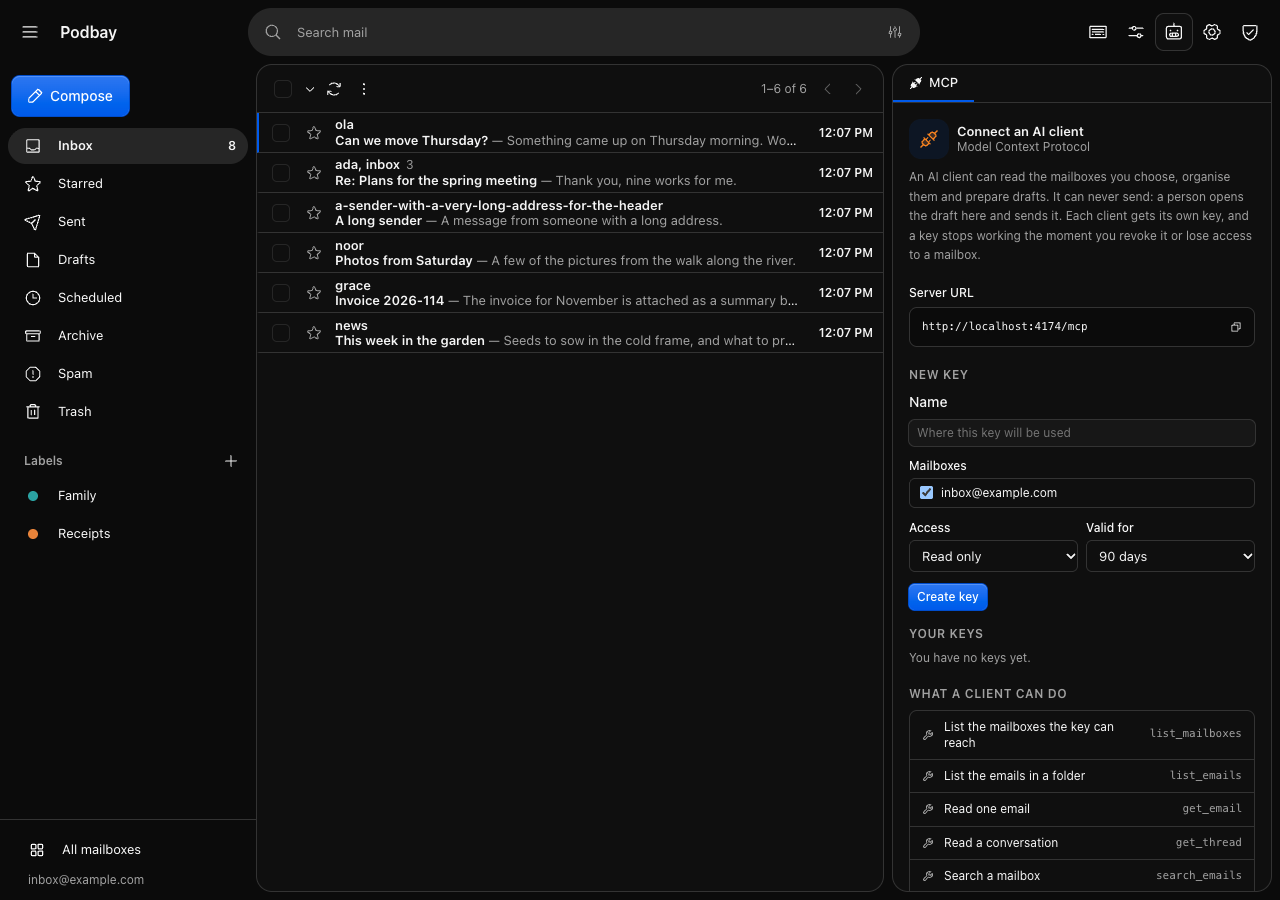 Podbay
Search mail
Compose
Inbox 8
Starred
Sent
Drafts
Scheduled
Archive
Spam
Trash
Labels
Family
Receipts
All mailboxes
inbox@example.com
1–6 of 6
ola
Can we move Thursday? — Something came up on Thursday morning. Wo…
12:07 PM
ada, inbox 3
Re: Plans for the spring meeting — Thank you, nine works for me.
12:07 PM
a-sender-with-a-very-long-address-for-the-header
A long sender — A message from someone with a long address.
12:07 PM
noor
Photos from Saturday — A few of the pictures from the walk along the river.
12:07 PM
grace
Invoice 2026-114 — The invoice for November is attached as a summary b…
12:07 PM
news
This week in the garden — Seeds to sow in the cold frame, and what to pr…
12:07 PM
MCP
Connect an AI client
Model Context Protocol
An AI client can read the mailboxes you choose, organise
them and prepare drafts. It can never send: a person opens
the draft here and sends it. Each client gets its own key, and
a key stops working the moment you revoke it or lose access
to a mailbox.
Server URL
http://localhost:4174/mcp
NEW KEY
Name
Where this key will be used
Mailboxes
inbox@example.com
Access Valid for
Read only 90 days
Create key
YOUR KEYS
You have no keys yet.
WHAT A CLIENT CAN DO
List the mailboxes the key can
reach
list_mailboxes
List the emails in a folder list_emails
Read one email get_email
Read a conversation get_thread
Search a mailbox search_emails